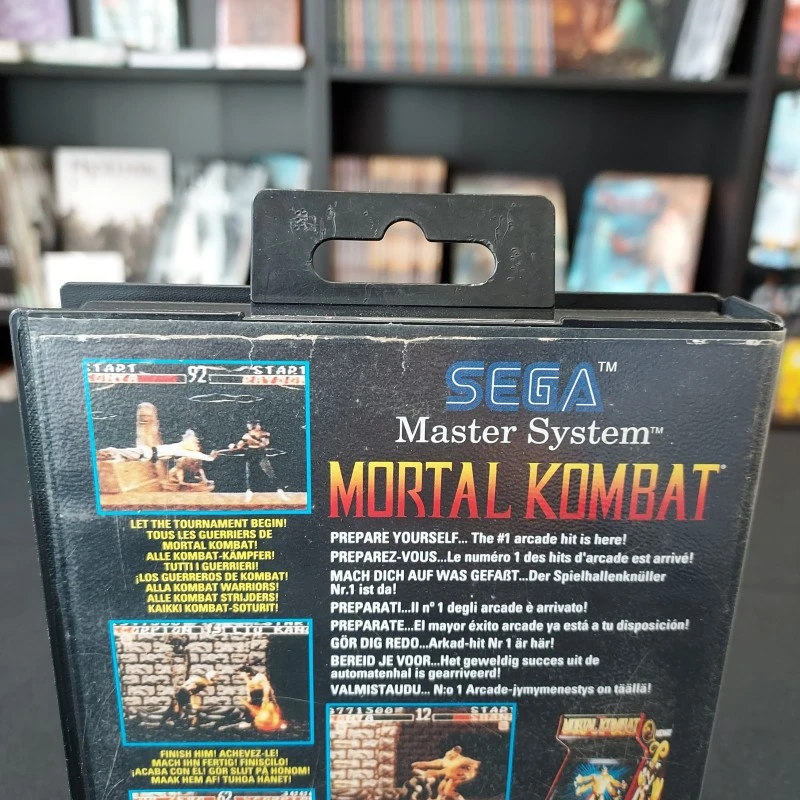 SEGA™
Master System™
MORTAL KOMBAT
START
92
START
LET THE TOURNAMENT BEGIN!
TOUS LES GUERRIERS DE
MORTAL KOMBAT!
ALLE KOMBAT-KÄMPFER!
TUTTI I GUERRIERI!
¡LOS GUERREROS DE KOMBAT!
ALLA KOMBAT WARRIORS!
ALLE KOMBAT STRIJDERS!
KAIKKI KOMBAT-SOTURIT!
PREPARE YOURSELF... The #1 arcade hit is here!
PREPAREZ-VOUS...Le numéro 1 des hits d'arcade est arrivé!
MACH DICH AUF WAS GEFAßT...Der Spielhallenknüller
Nr.1 ist da!
PREPARATI...Il nº 1 degli arcade è arrivato!
PREPARATE...El mayor éxito arcade ya está a tu disposición!
GÖR DIG REDO...Arkad-hit Nr 1 är här!
BEREID JE VOOR...Het geweldig succes uit de
automatenhal is gearriveerd!
VALMISTAUDU... N:o 1 Arcade-jymymenestys on täällä!
FINISH HIM! ACHEVEZ-LE!
MACH IHN FERTIG! FINISCILO!
¡ACABA CON EL! GÖR SLUT PÅ HONOM!
MAAK HEM AF! TUHOA HÄNET!
12
MORTAL KOMBAT
62